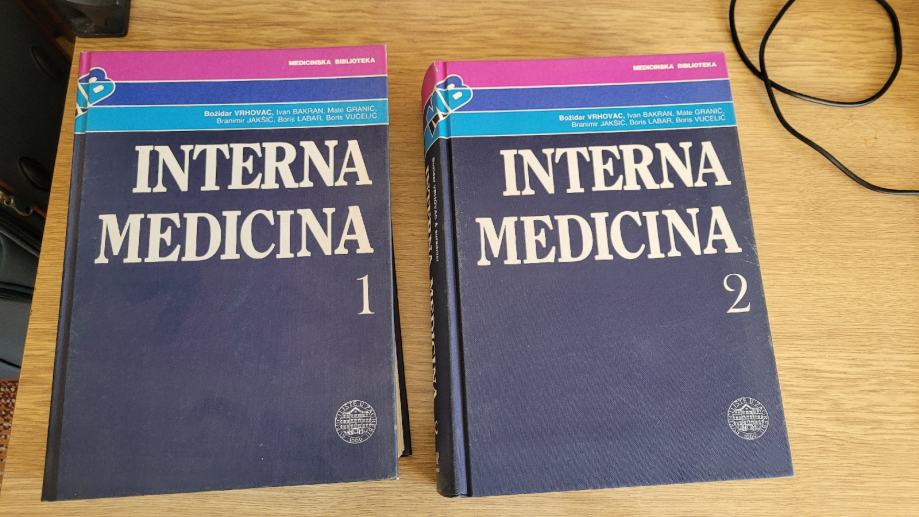 MEDICINSKA BIBLIOTEKA
Božidar VRHOVAC, Ivan BAKRAN, Mate GRANIĆ,
Branimir JAKŠIĆ, Boris LABAR, Boris VUCELIĆ
INTERNA
MEDICINA
1
MEDICINSKA BIBLIOTEKA
Božidar VRHOVAC, Ivan BAKRAN, Mate GRANIĆ,
Branimir JAKŠIĆ, Boris LABAR, Boris VUCELIĆ
INTERNA
MEDICINA
2